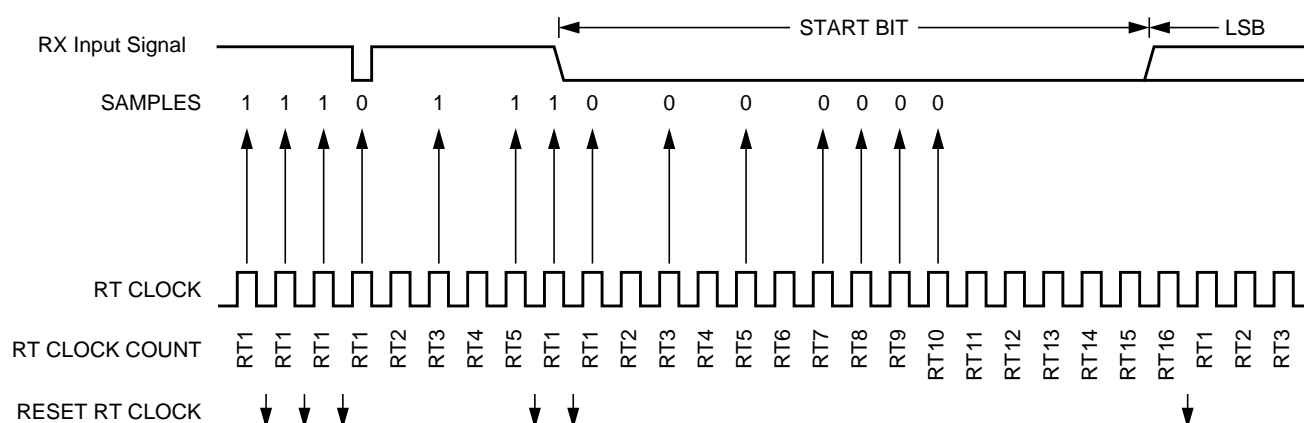 START BIT LSB
RX Input Signal
SAMPLES 1 1 1 0 1 1 1 0 0 0 0 0 0 0
RT CLOCK
RT CLOCK COUNT RT1 RT1 RT1 RT1 RT2 RT3 RT4 RT5 RT1 RT1 RT2 RT3 RT4 RT5 RT6 RT7 RT8 RT9 RT10 RT11 RT12 RT13 RT14 RT15 RT16 RT1 RT2 RT3
RESET RT CLOCK